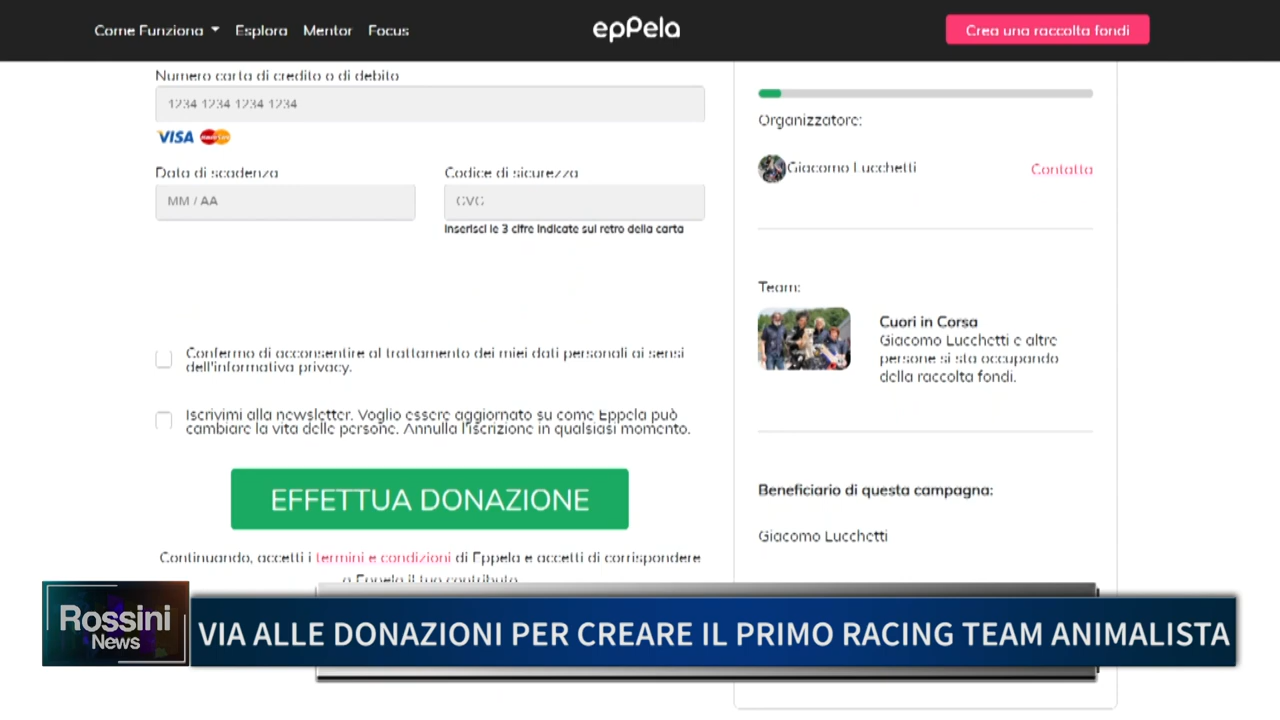 Come Funziona Esplora Mentor Focus
eppela
Crea una raccolta fondi
Numero carta di credito o di debito
1234 1234 1234 1234
VISA
Data di scadenza
Codice di sicurezza
MM / AA
CVC
Inserisci le 3 cifre indicate sul retro della carta
Confermo di acconsentire al trattamento dei miei dati personali ai sensi
dell'informativa privacy.
Iscrivimi alla newsletter. Voglio essere aggiornato su come Eppela può
cambiare la vita delle persone. Annulla l'iscrizione in qualsiasi momento.
EFFETTUA DONAZIONE
Continuando, accetti i termini e condizioni di Eppela e accetti di corrispondere
a Eppela il tuo contributo
Organizzatore:
Giacomo Lucchetti
Contatta
Team:
Cuori in Corsa
Giacomo Lucchetti e altre
persone si sta occupando
della raccolta fondi.
Beneficiario di questa campagna:
Giacomo Lucchetti
Rossini
News
VIA ALLE DONAZIONI PER CREARE IL PRIMO RACING TEAM ANIMALISTA